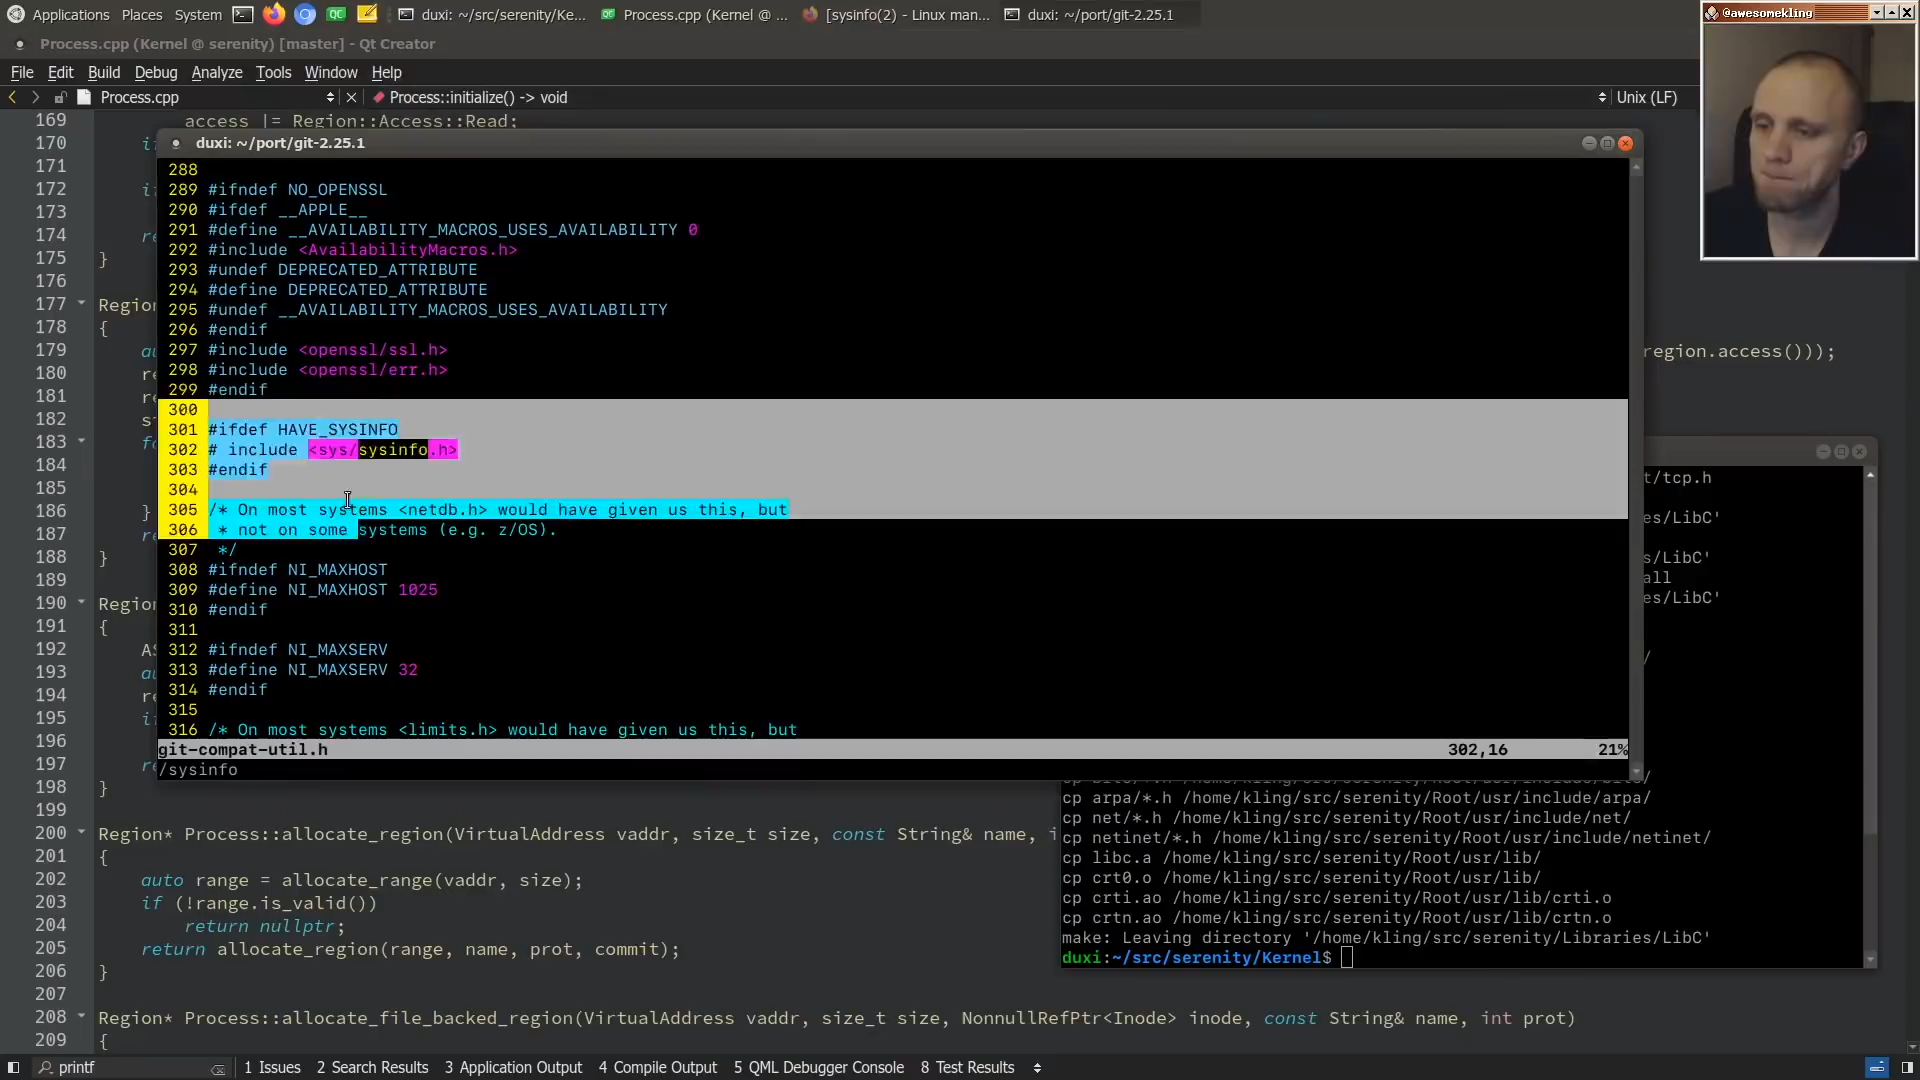 Applications Places System duxi: ~/src/serenity/Ke... Process.cpp (Kernel @ ... [sysinfo(2) - Linux man... duxi: ~/port/git-2.25.1
@awesomekling
Process.cpp (Kernel @ serenity) [master] - Qt Creator
File Edit Build Debug Analyze Tools Window Help
Process.cpp Process::initialize() -> void Unix (LF)
169 access |= Region::Access::Read;
170 if
171
172 if
173
174 re
175 }
176
177 Region
178 {
179 au region.access()));
180 re
181 re
182 s
183 fo
184
185
186 }
187 re
188 }
189
190 Region
191 {
192 AS
193 au
194 re
195 if
196
197 re
198 }
199
200 Region* Process::allocate_region(VirtualAddress vaddr, size_t size, const String& name, i
201 {
202 auto range = allocate_range(vaddr, size);
203 if (!range.is_valid())
204 return nullptr;
205 return allocate_region(range, name, prot, commit);
206 }
207
208 Region* Process::allocate_file_backed_region(VirtualAddress vaddr, size_t size, NonnullRefPtr<Inode> inode, const String& name, int prot)
209 {
duxi: ~/port/git-2.25.1
288
289 #ifndef NO_OPENSSL
290 #ifdef __APPLE__
291 #define __AVAILABILITY_MACROS_USES_AVAILABILITY 0
292 #include <AvailabilityMacros.h>
293 #undef DEPRECATED_ATTRIBUTE
294 #define DEPRECATED_ATTRIBUTE
295 #undef __AVAILABILITY_MACROS_USES_AVAILABILITY
296 #endif
297 #include <openssl/ssl.h>
298 #include <openssl/err.h>
299 #endif
300
301 #ifdef HAVE_SYSINFO
302 # include <sys/sysinfo.h>
303 #endif
304
305 /* On most systems <netdb.h> would have given us this, but
306 * not on some systems (e.g. z/OS).
307 */
308 #ifndef NI_MAXHOST
309 #define NI_MAXHOST 1025
310 #endif
311
312 #ifndef NI_MAXSERV
313 #define NI_MAXSERV 32
314 #endif
315
316 /* On most systems <limits.h> would have given us this, but
git-compat-util.h 302,16 21%
/sysinfo
t/tcp.h
es/LibC'
s/LibC'
all
es/LibC'
/
cp arpa/*.h /home/kling/src/serenity/Root/usr/include/arpa/
cp net/*.h /home/kling/src/serenity/Root/usr/include/net/
cp netinet/*.h /home/kling/src/serenity/Root/usr/include/netinet/
cp libc.a /home/kling/src/serenity/Root/usr/lib/
cp crt0.o /home/kling/src/serenity/Root/usr/lib/
cp crti.ao /home/kling/src/serenity/Root/usr/lib/crti.o
cp crtn.ao /home/kling/src/serenity/Root/usr/lib/crtn.o
make: Leaving directory '/home/kling/src/serenity/Libraries/LibC'
duxi:~/src/serenity/Kernel$
printf 1 Issues 2 Search Results 3 Application Output 4 Compile Output 5 QML Debugger Console 8 Test Results